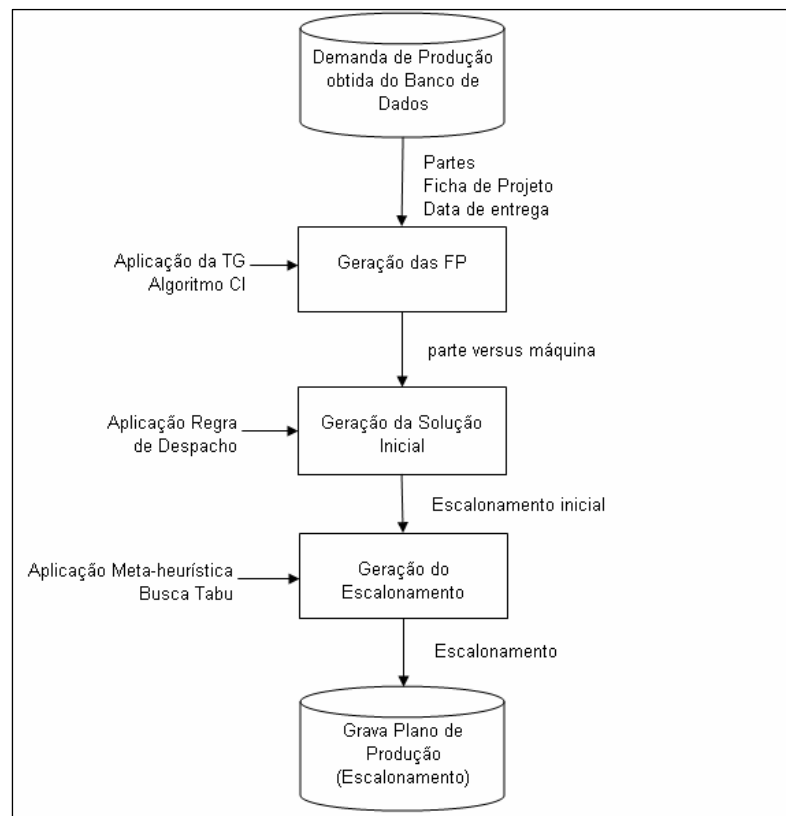 Demanda de Produção
obtida do Banco de
Dados
Partes
Ficha de Projeto
Data de entrega
Aplicação da TG
Algoritmo CI
Geração das FP
parte versus máquina
Aplicação Regra
de Despacho
Geração da Solução
Inicial
Escalonamento inicial
Aplicação Meta-heurística
Busca Tabu
Geração do
Escalonamento
Escalonamento
Grava Plano de
Produção
(Escalonamento)